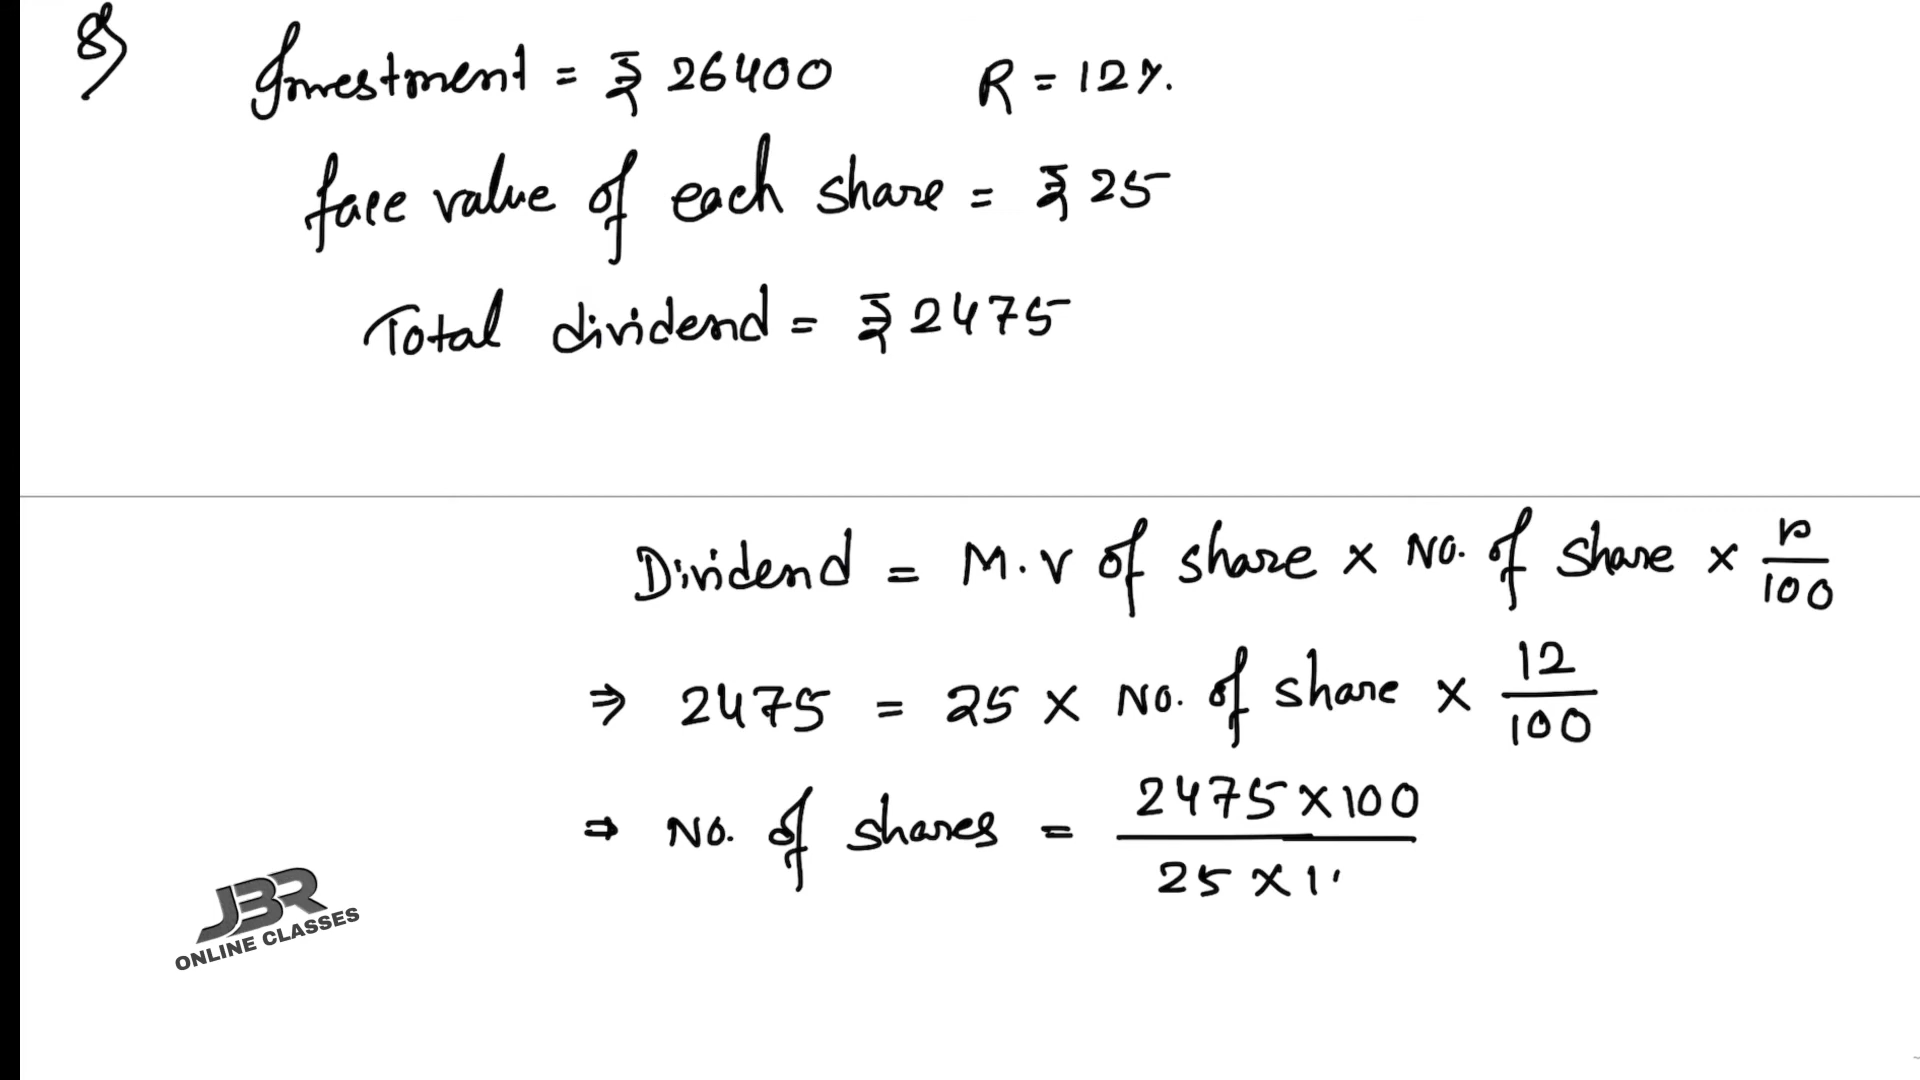 8)
Investment = ₹ 26400 R = 12%.
face value of each share = ₹ 25
Total dividend = ₹ 2475
Dividend = M.V of share × No. of share × r/100
⇒ 2475 = 25 × No. of share × 12/100
⇒ No. of shares = 2475 × 100 / 25 × 1
JBR
ONLINE CLASSES